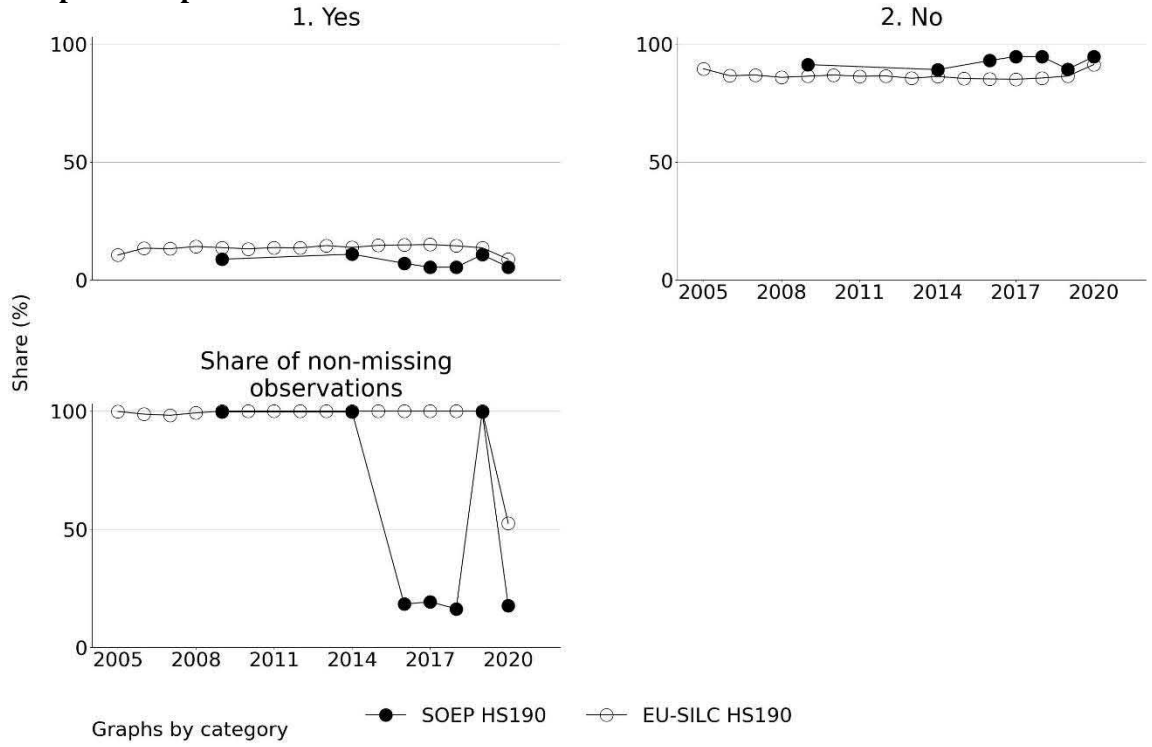 1. Yes
2. No
100
50
0
100
50
0
2005 2008 2011 2014 2017 2020
Share (%)
Share of non-missing
observations
100
50
0
2005 2008 2011 2014 2017 2020
SOEP HS190
EU-SILC HS190
Graphs by category